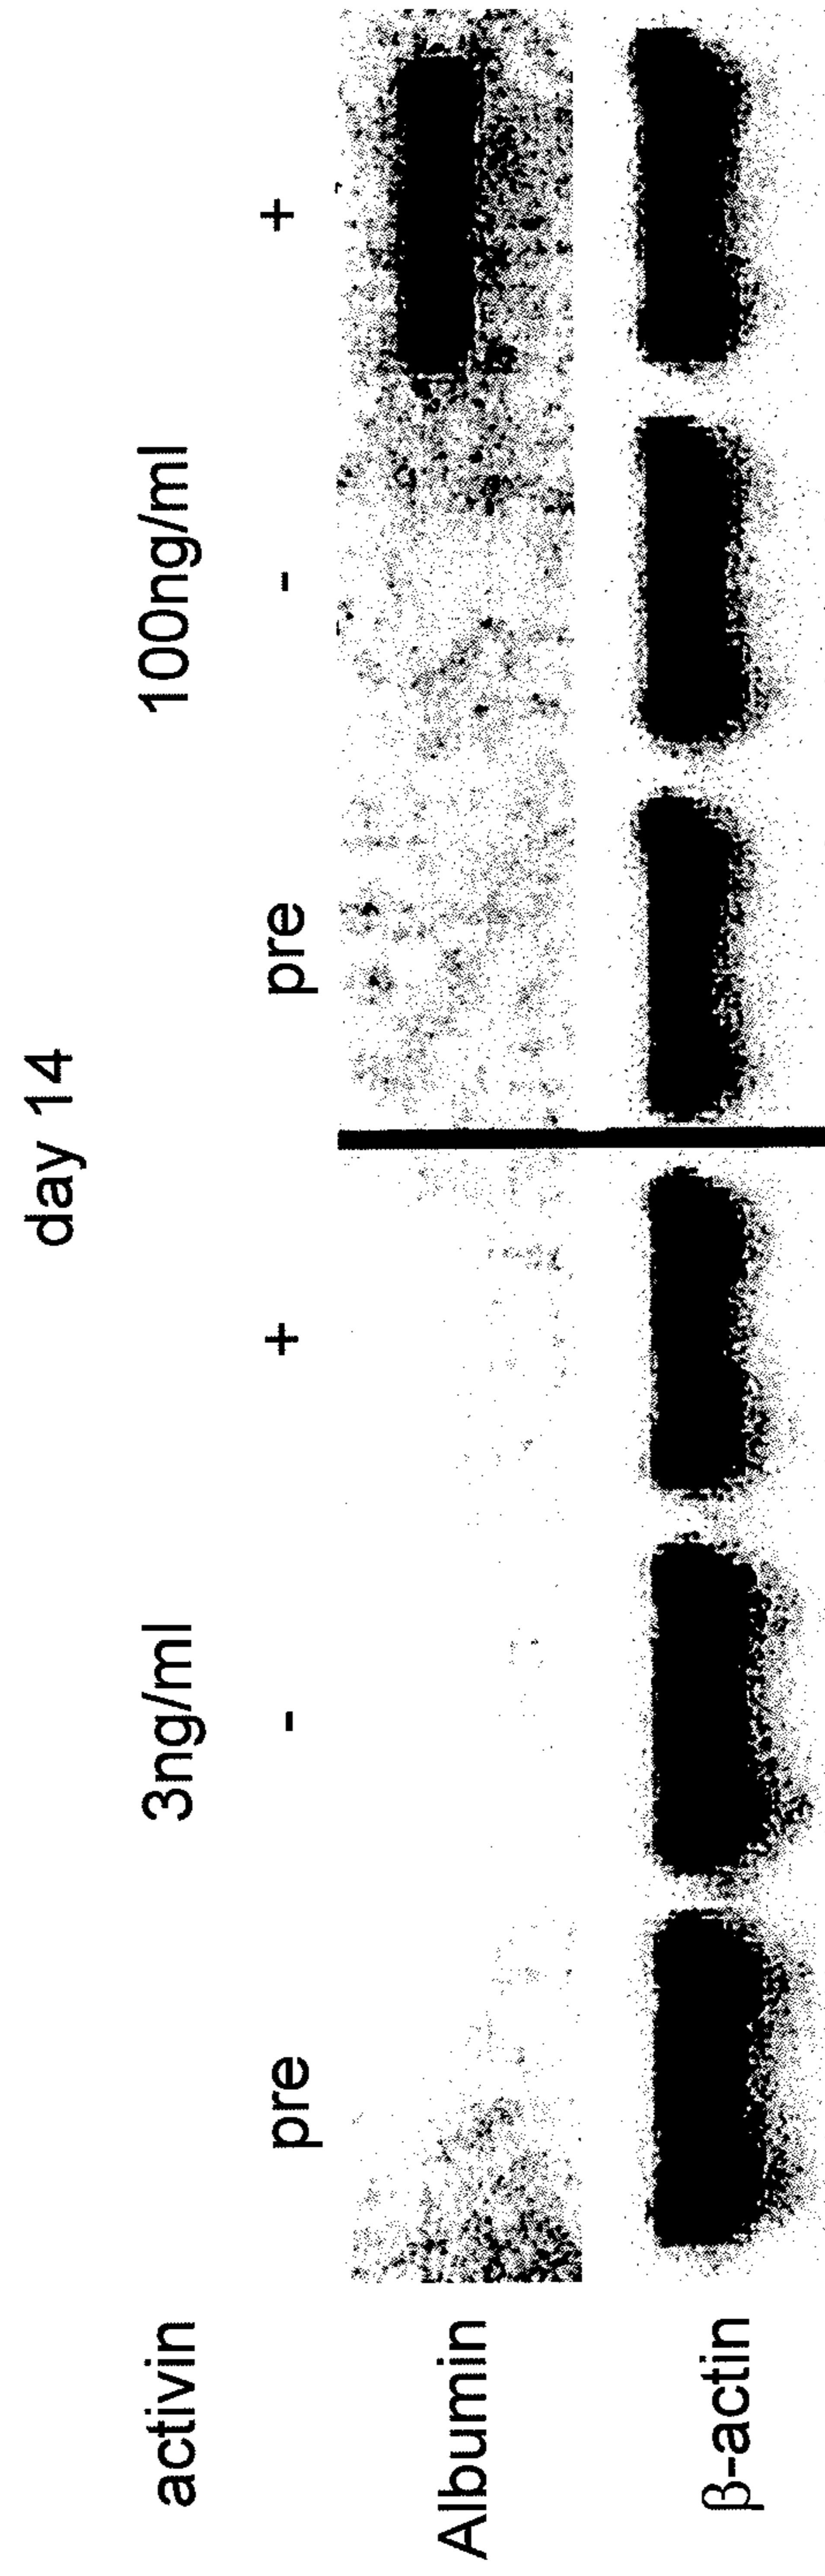 day 14
activin 3ng/ml 100ng/ml
pre - + pre - +
Albumin
β-actin